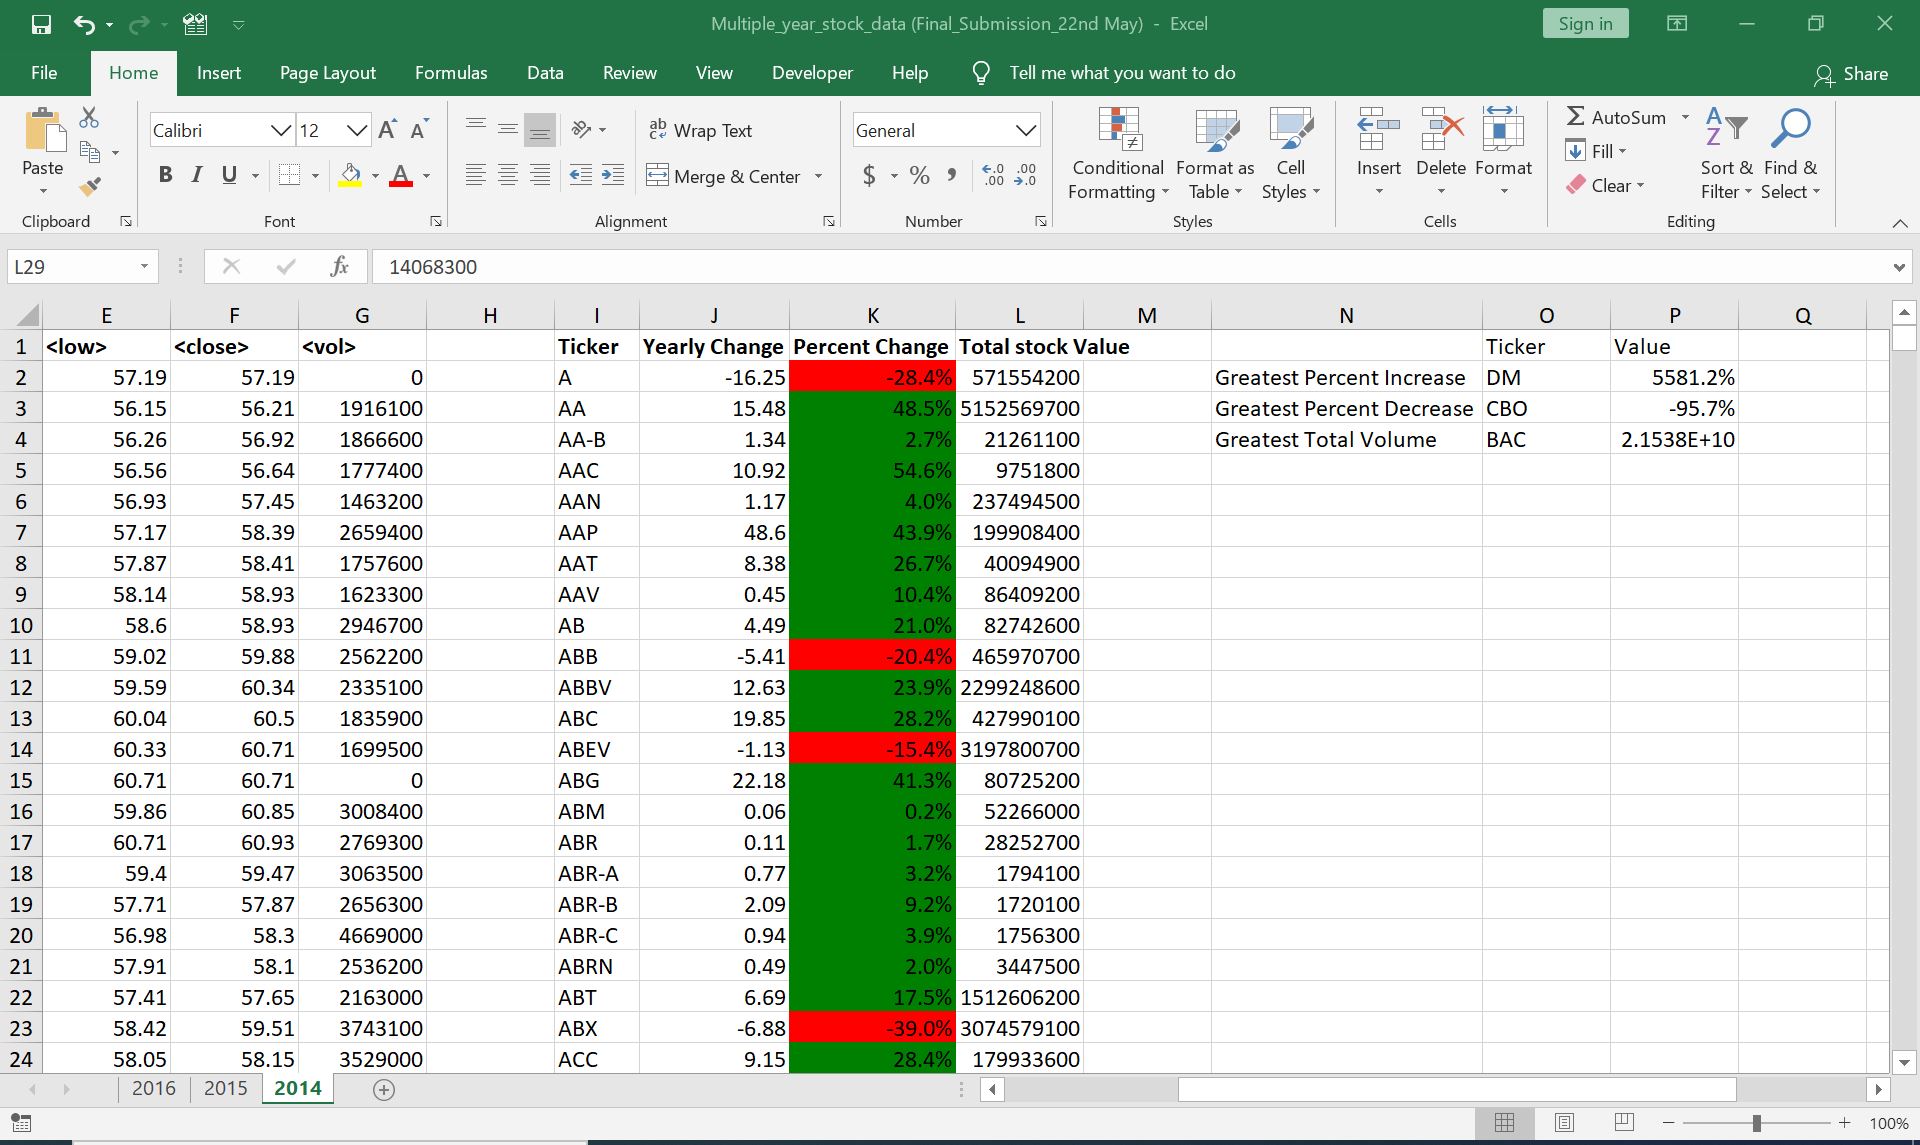 Multiple_year_stock_data (Final_Submission_22nd May) - Excel
Sign in
File Home Insert Page Layout Formulas Data Review View Developer Help Tell me what you want to do Share
Paste
Clipboard
Calibri 12
B I U A
Font
Wrap Text
Merge & Center
Alignment
General
$ % ,
Number
Conditional Formatting
Format as Table
Cell Styles
Styles
Insert Delete Format
Cells
AutoSum
Fill
Clear
Sort & Filter
Find & Select
Editing
L29 fx 14068300
E F G H I J K L M N O P Q
1 <low> <close> <vol> Ticker Yearly Change Percent Change Total stock Value Ticker Value
2 57.19 57.19 0 A -16.25 -28.4% 571554200 Greatest Percent Increase DM 5581.2%
3 56.15 56.21 1916100 AA 15.48 48.5% 5152569700 Greatest Percent Decrease CBO -95.7%
4 56.26 56.92 1866600 AA-B 1.34 2.7% 21261100 Greatest Total Volume BAC 2.1538E+10
5 56.56 56.64 1777400 AAC 10.92 54.6% 9751800
6 56.93 57.45 1463200 AAN 1.17 4.0% 237494500
7 57.17 58.39 2659400 AAP 48.6 43.9% 199908400
8 57.87 58.41 1757600 AAT 8.38 26.7% 40094900
9 58.14 58.93 1623300 AAV 0.45 10.4% 86409200
10 58.6 58.93 2946700 AB 4.49 21.0% 82742600
11 59.02 59.88 2562200 ABB -5.41 -20.4% 465970700
12 59.59 60.34 2335100 ABBV 12.63 23.9% 2299248600
13 60.04 60.5 1835900 ABC 19.85 28.2% 427990100
14 60.33 60.71 1699500 ABEV -1.13 -15.4% 3197800700
15 60.71 60.71 0 ABG 22.18 41.3% 80725200
16 59.86 60.85 3008400 ABM 0.06 0.2% 52266000
17 60.71 60.93 2769300 ABR 0.11 1.7% 28252700
18 59.4 59.47 3063500 ABR-A 0.77 3.2% 1794100
19 57.71 57.87 2656300 ABR-B 2.09 9.2% 1720100
20 56.98 58.3 4669000 ABR-C 0.94 3.9% 1756300
21 57.91 58.1 2536200 ABRN 0.49 2.0% 3447500
22 57.41 57.65 2163000 ABT 6.69 17.5% 1512606200
23 58.42 59.51 3743100 ABX -6.88 -39.0% 3074579100
24 58.05 58.15 3529000 ACC 9.15 28.4% 179933600
2016 2015 2014
100%